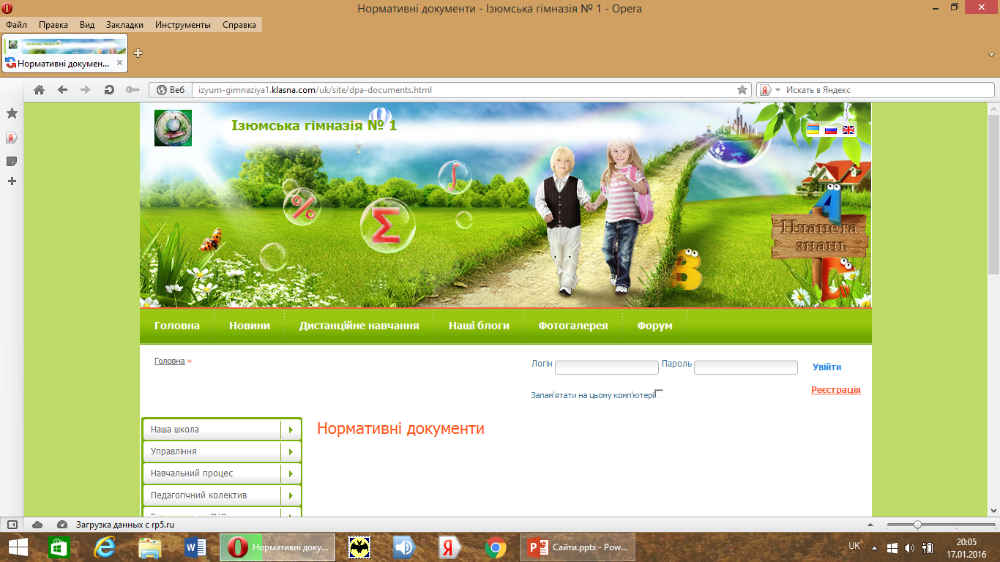 Нормативні документи - Ізюмська гімназія № 1 - Opera
Файл Правка Вид Закладки Инструменты Справка
Ізюмська гімназія № 1
Нормативні докумен...
Веб izyum-gimnaziya1.klasna.com/uk/site/dpa-documents.html Искать в Яндекс
Ізюмська гімназія № 1
% Σ ∫
А
Планета
знань
В
С
Головна Новини Дистанційне навчання Наші блоги Фотогалерея Форум
Головна » Логін Пароль Увійти
Запам'ятати на цьому комп'ютері Реєстрація
Наша школа Нормативні документи
Управління
Навчальний процес
Педагогічний колектив
Загрузка данных с rp5.ru
Нормативні доку... Сайти.pptx - Pow... UK 20:05
17.01.2016